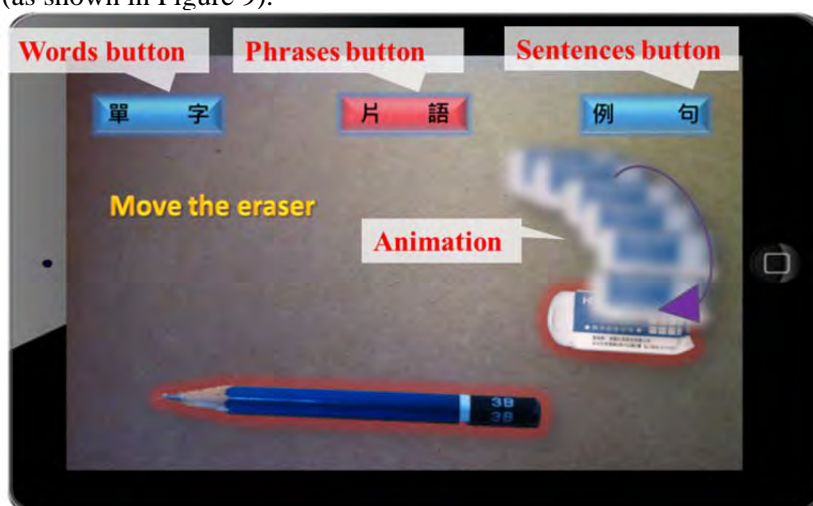 (as shown in Figure 9).
Words button
Phrases button
Sentences button
單 字
片 語
例 句
Move the eraser
Animation
3B
3B